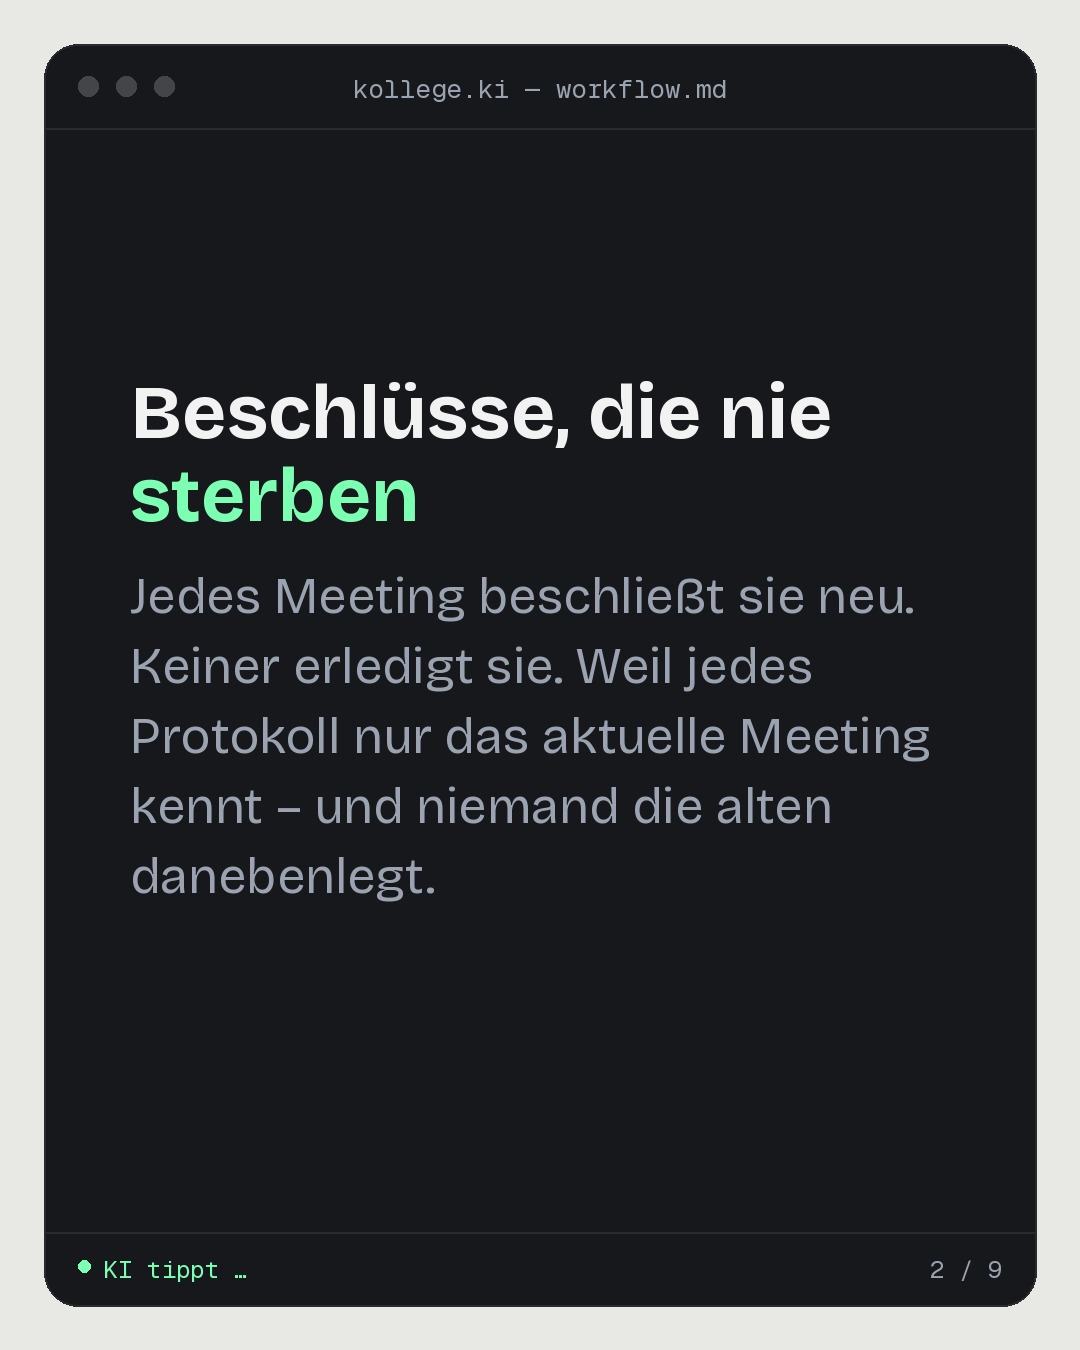 kollege.ki — workflow.md
Beschlüsse, die nie
sterben
Jedes Meeting beschließt sie neu.
Keiner erledigt sie. Weil jedes
Protokoll nur das aktuelle Meeting
kennt – und niemand die alten
danebenlegt.
KI tippt …
2 / 9